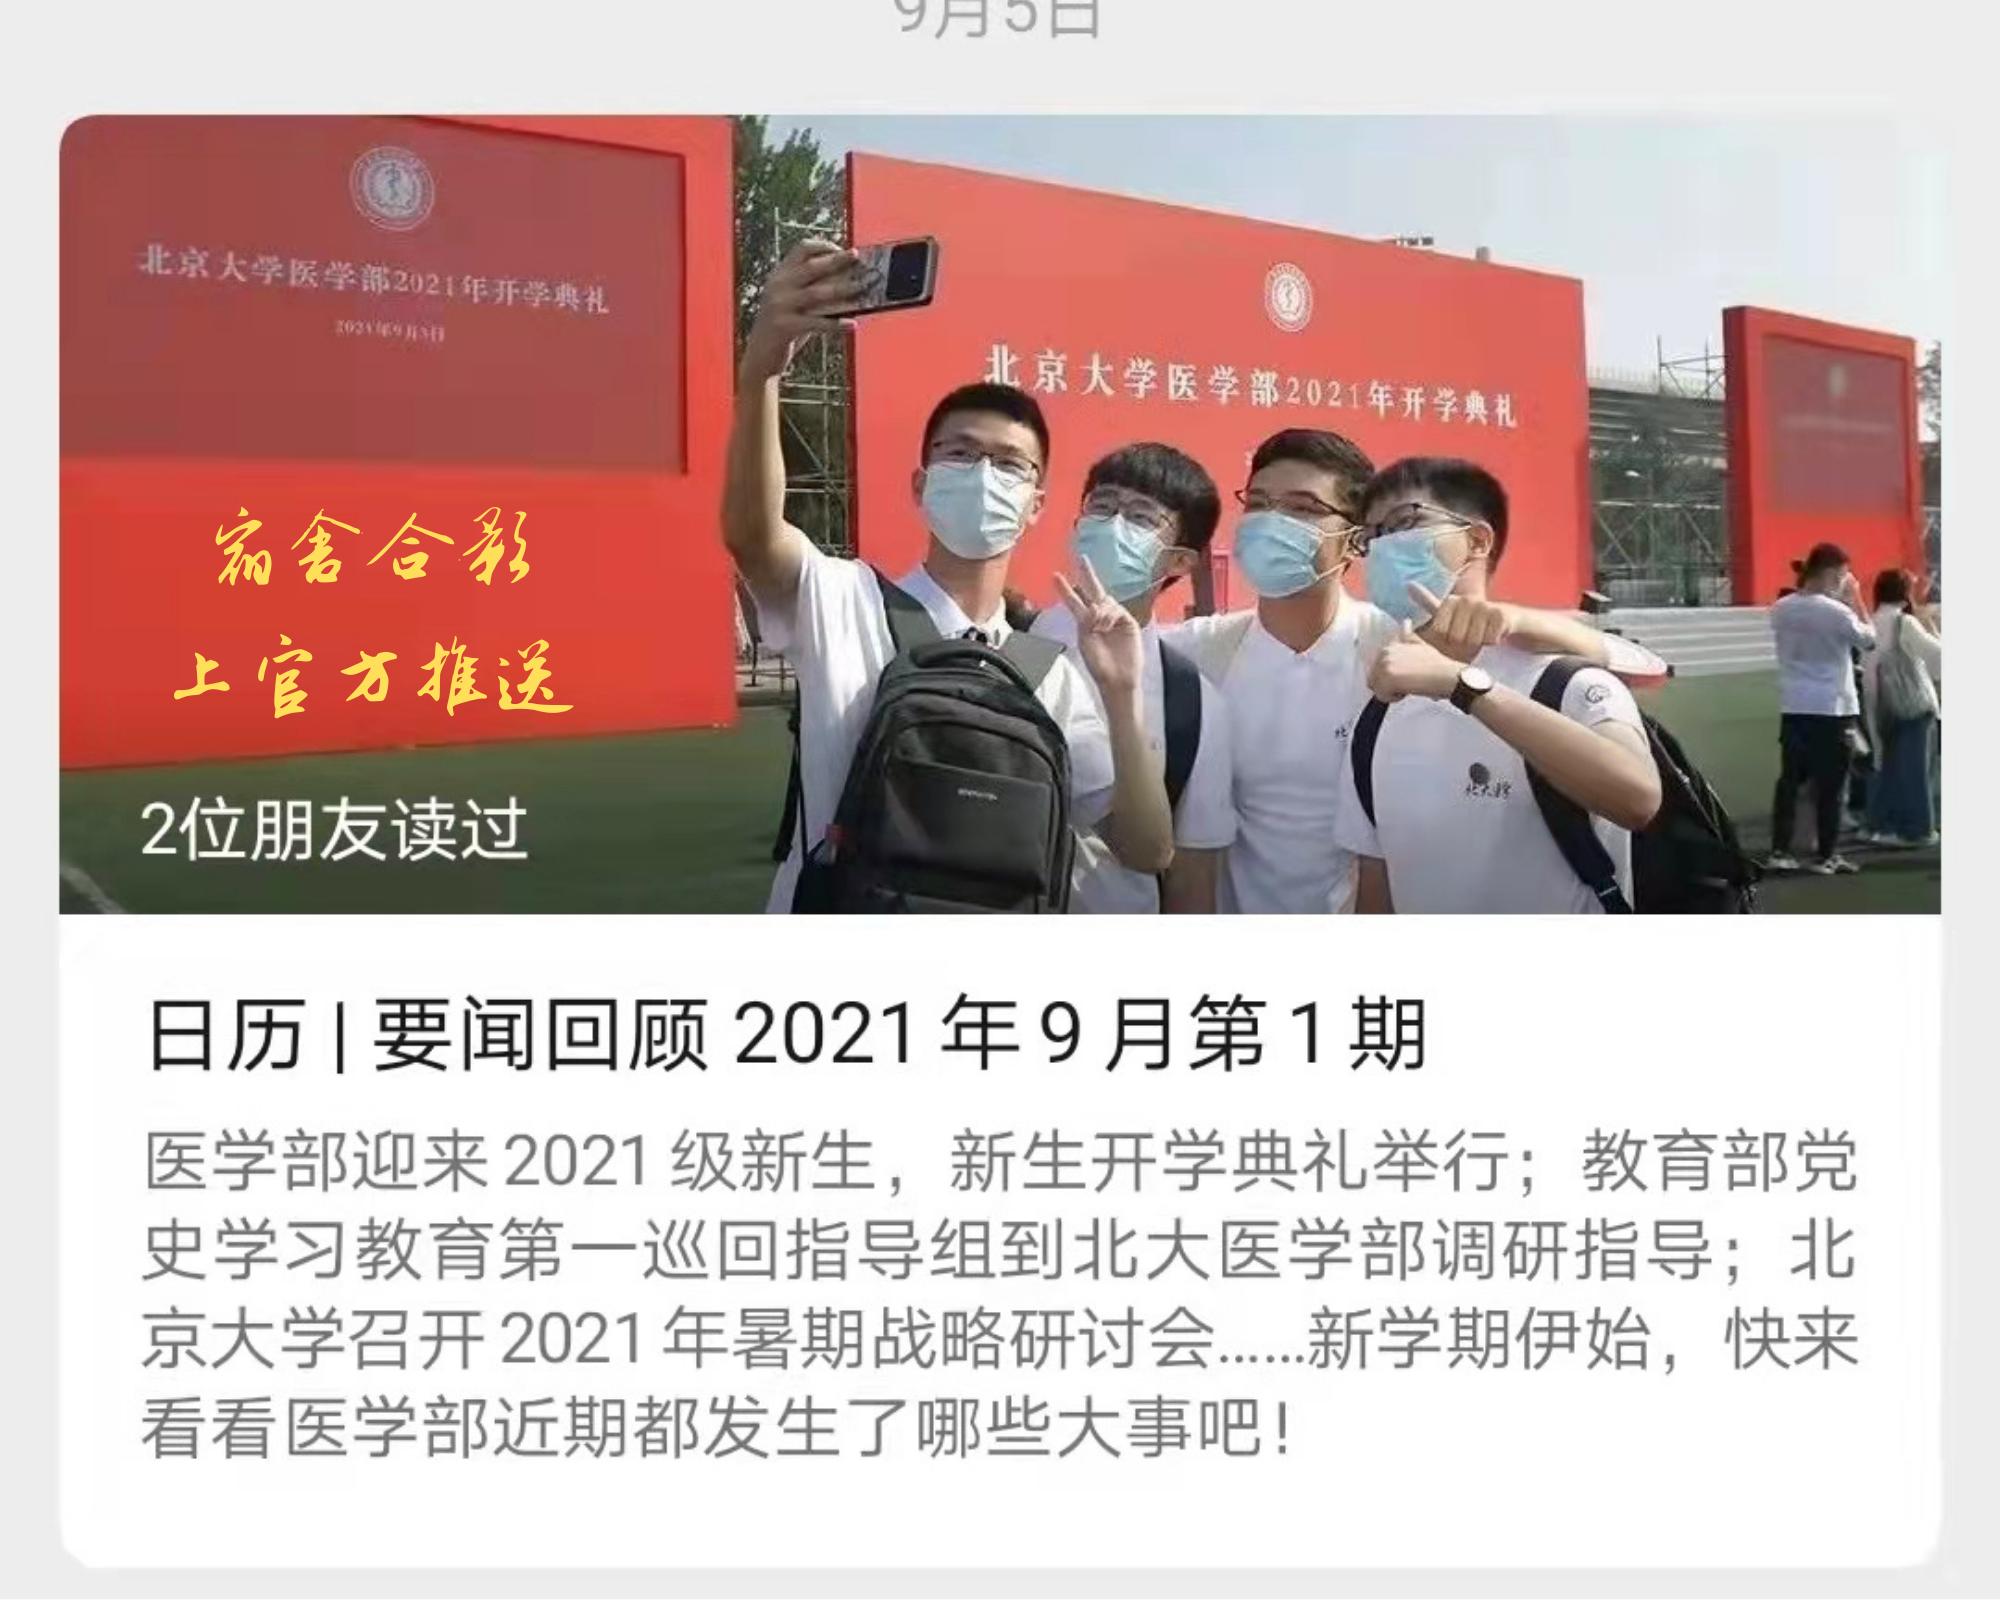 9月5日
北京大学医学部2021年开学典礼
2021年9月3日
北京大学医学部2021年开学典礼
宿舍合影
上官方推送
北大医学
2位朋友读过
日历 | 要闻回顾 2021 年 9 月第 1 期
医学部迎来 2021 级新生，新生开学典礼举行；教育部党
史学习教育第一巡回指导组到北大医学部调研指导；北
京大学召开 2021 年暑期战略研讨会……新学期伊始，快来
看看医学部近期都发生了哪些大事吧！